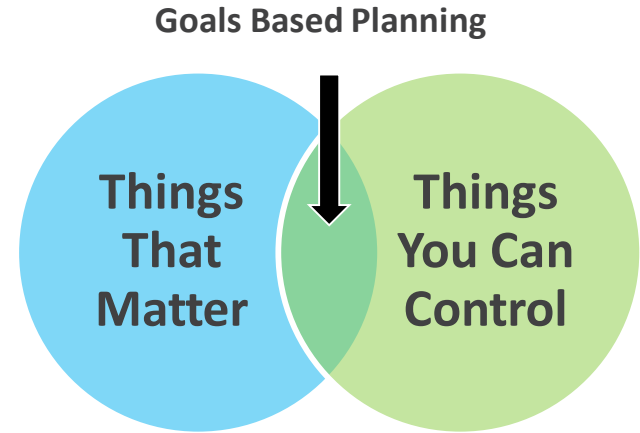 Goals Based Planning
Things
That
Matter
Things
You Can
Control